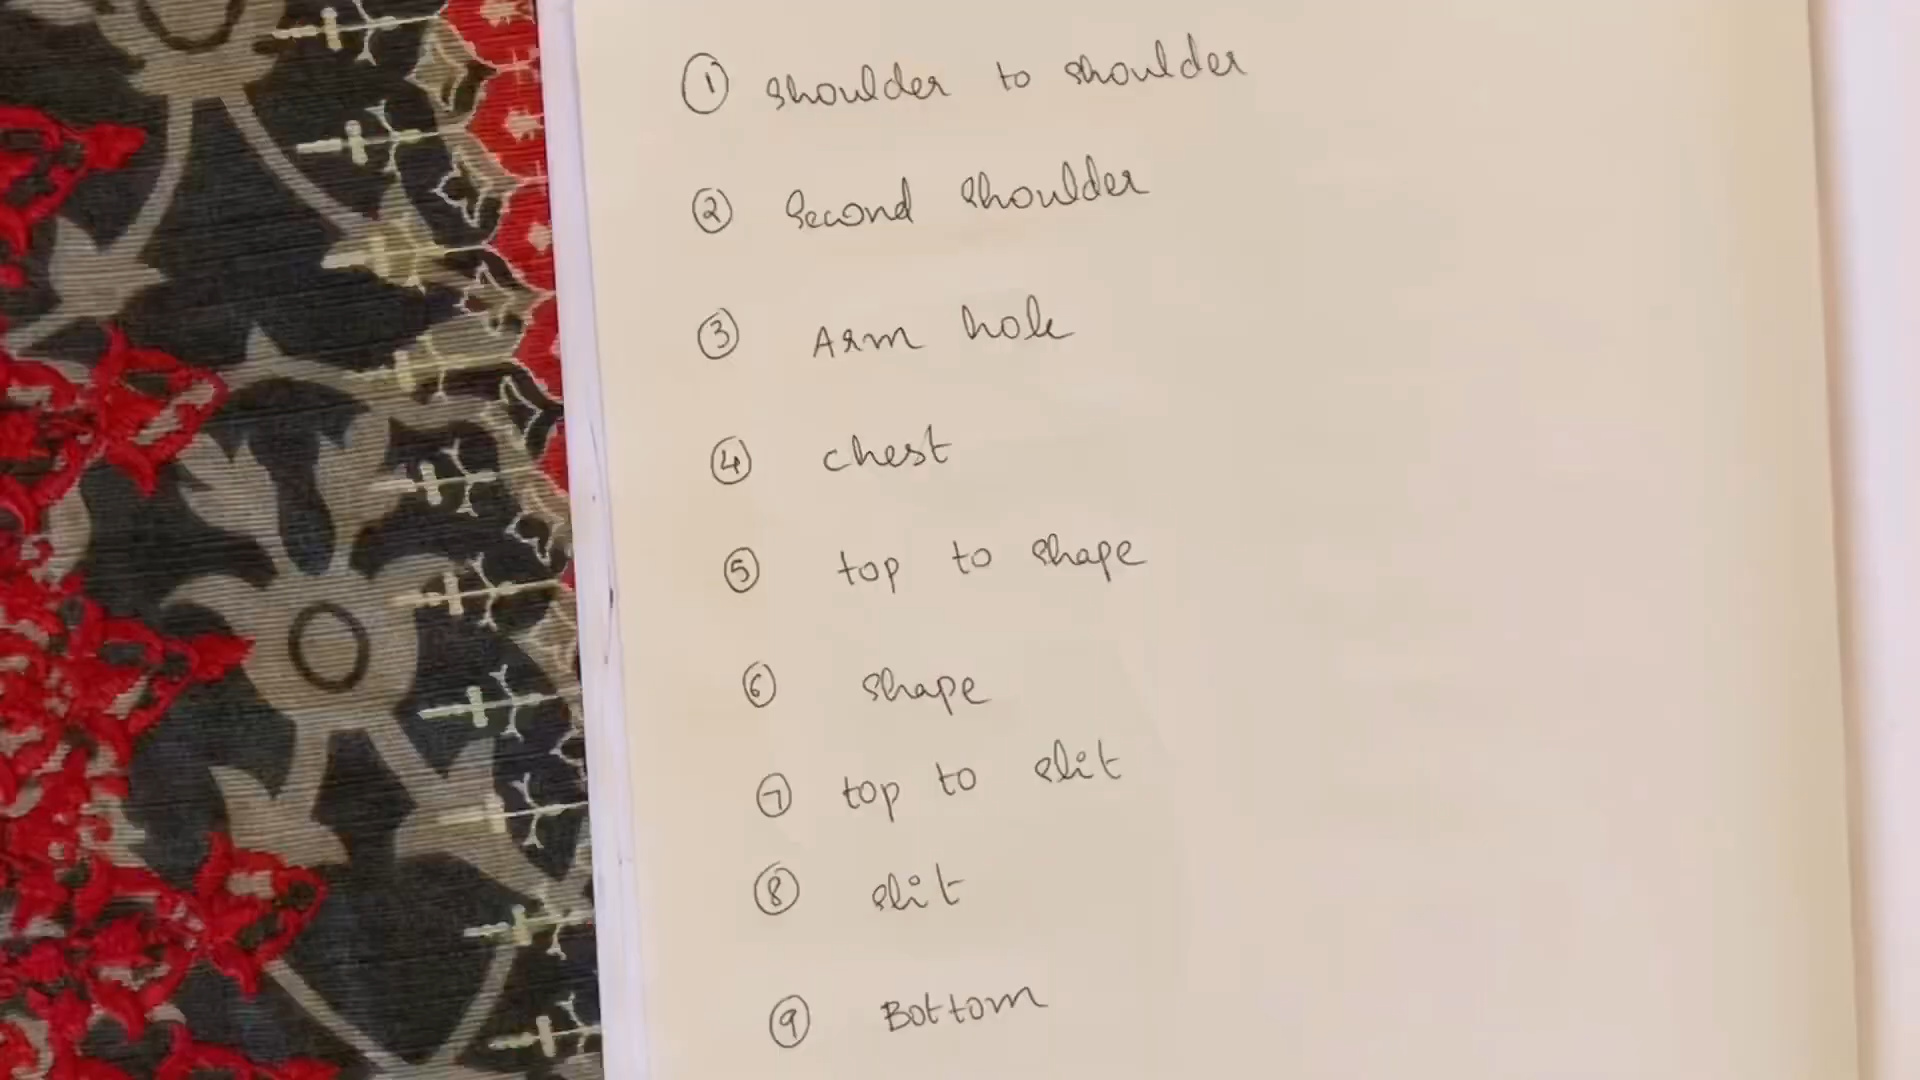 ① shoulder to shoulder
② Second shoulder
③ Arm hole
④ chest
⑤ top to shape
⑥ shape
⑦ top to slit
⑧ slit
⑨ Bottom